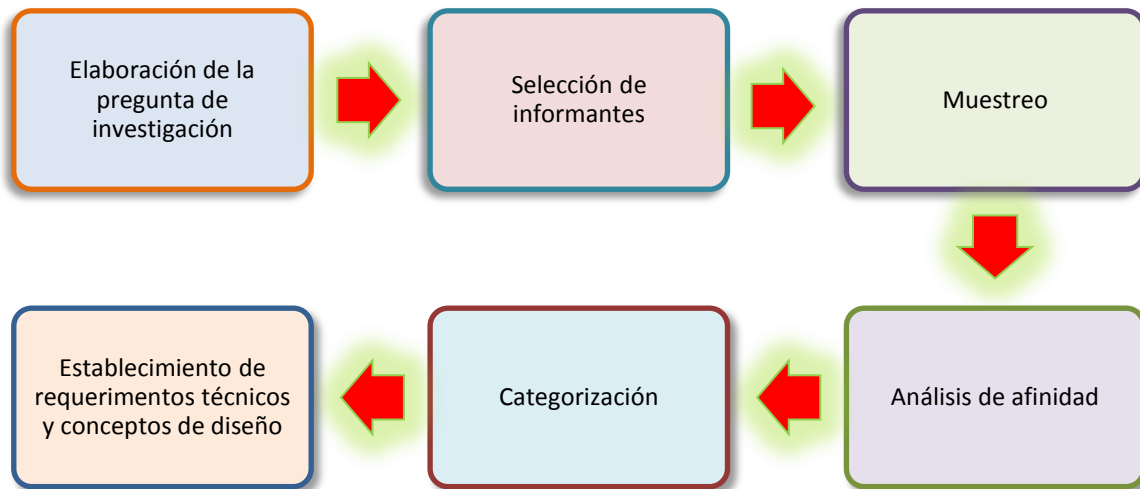 Elaboración de la
pregunta de
investigación
Selección de
informantes
Muestreo
Análisis de afinidad
Categorización
Establecimiento de
requerimentos técnicos
y conceptos de diseño